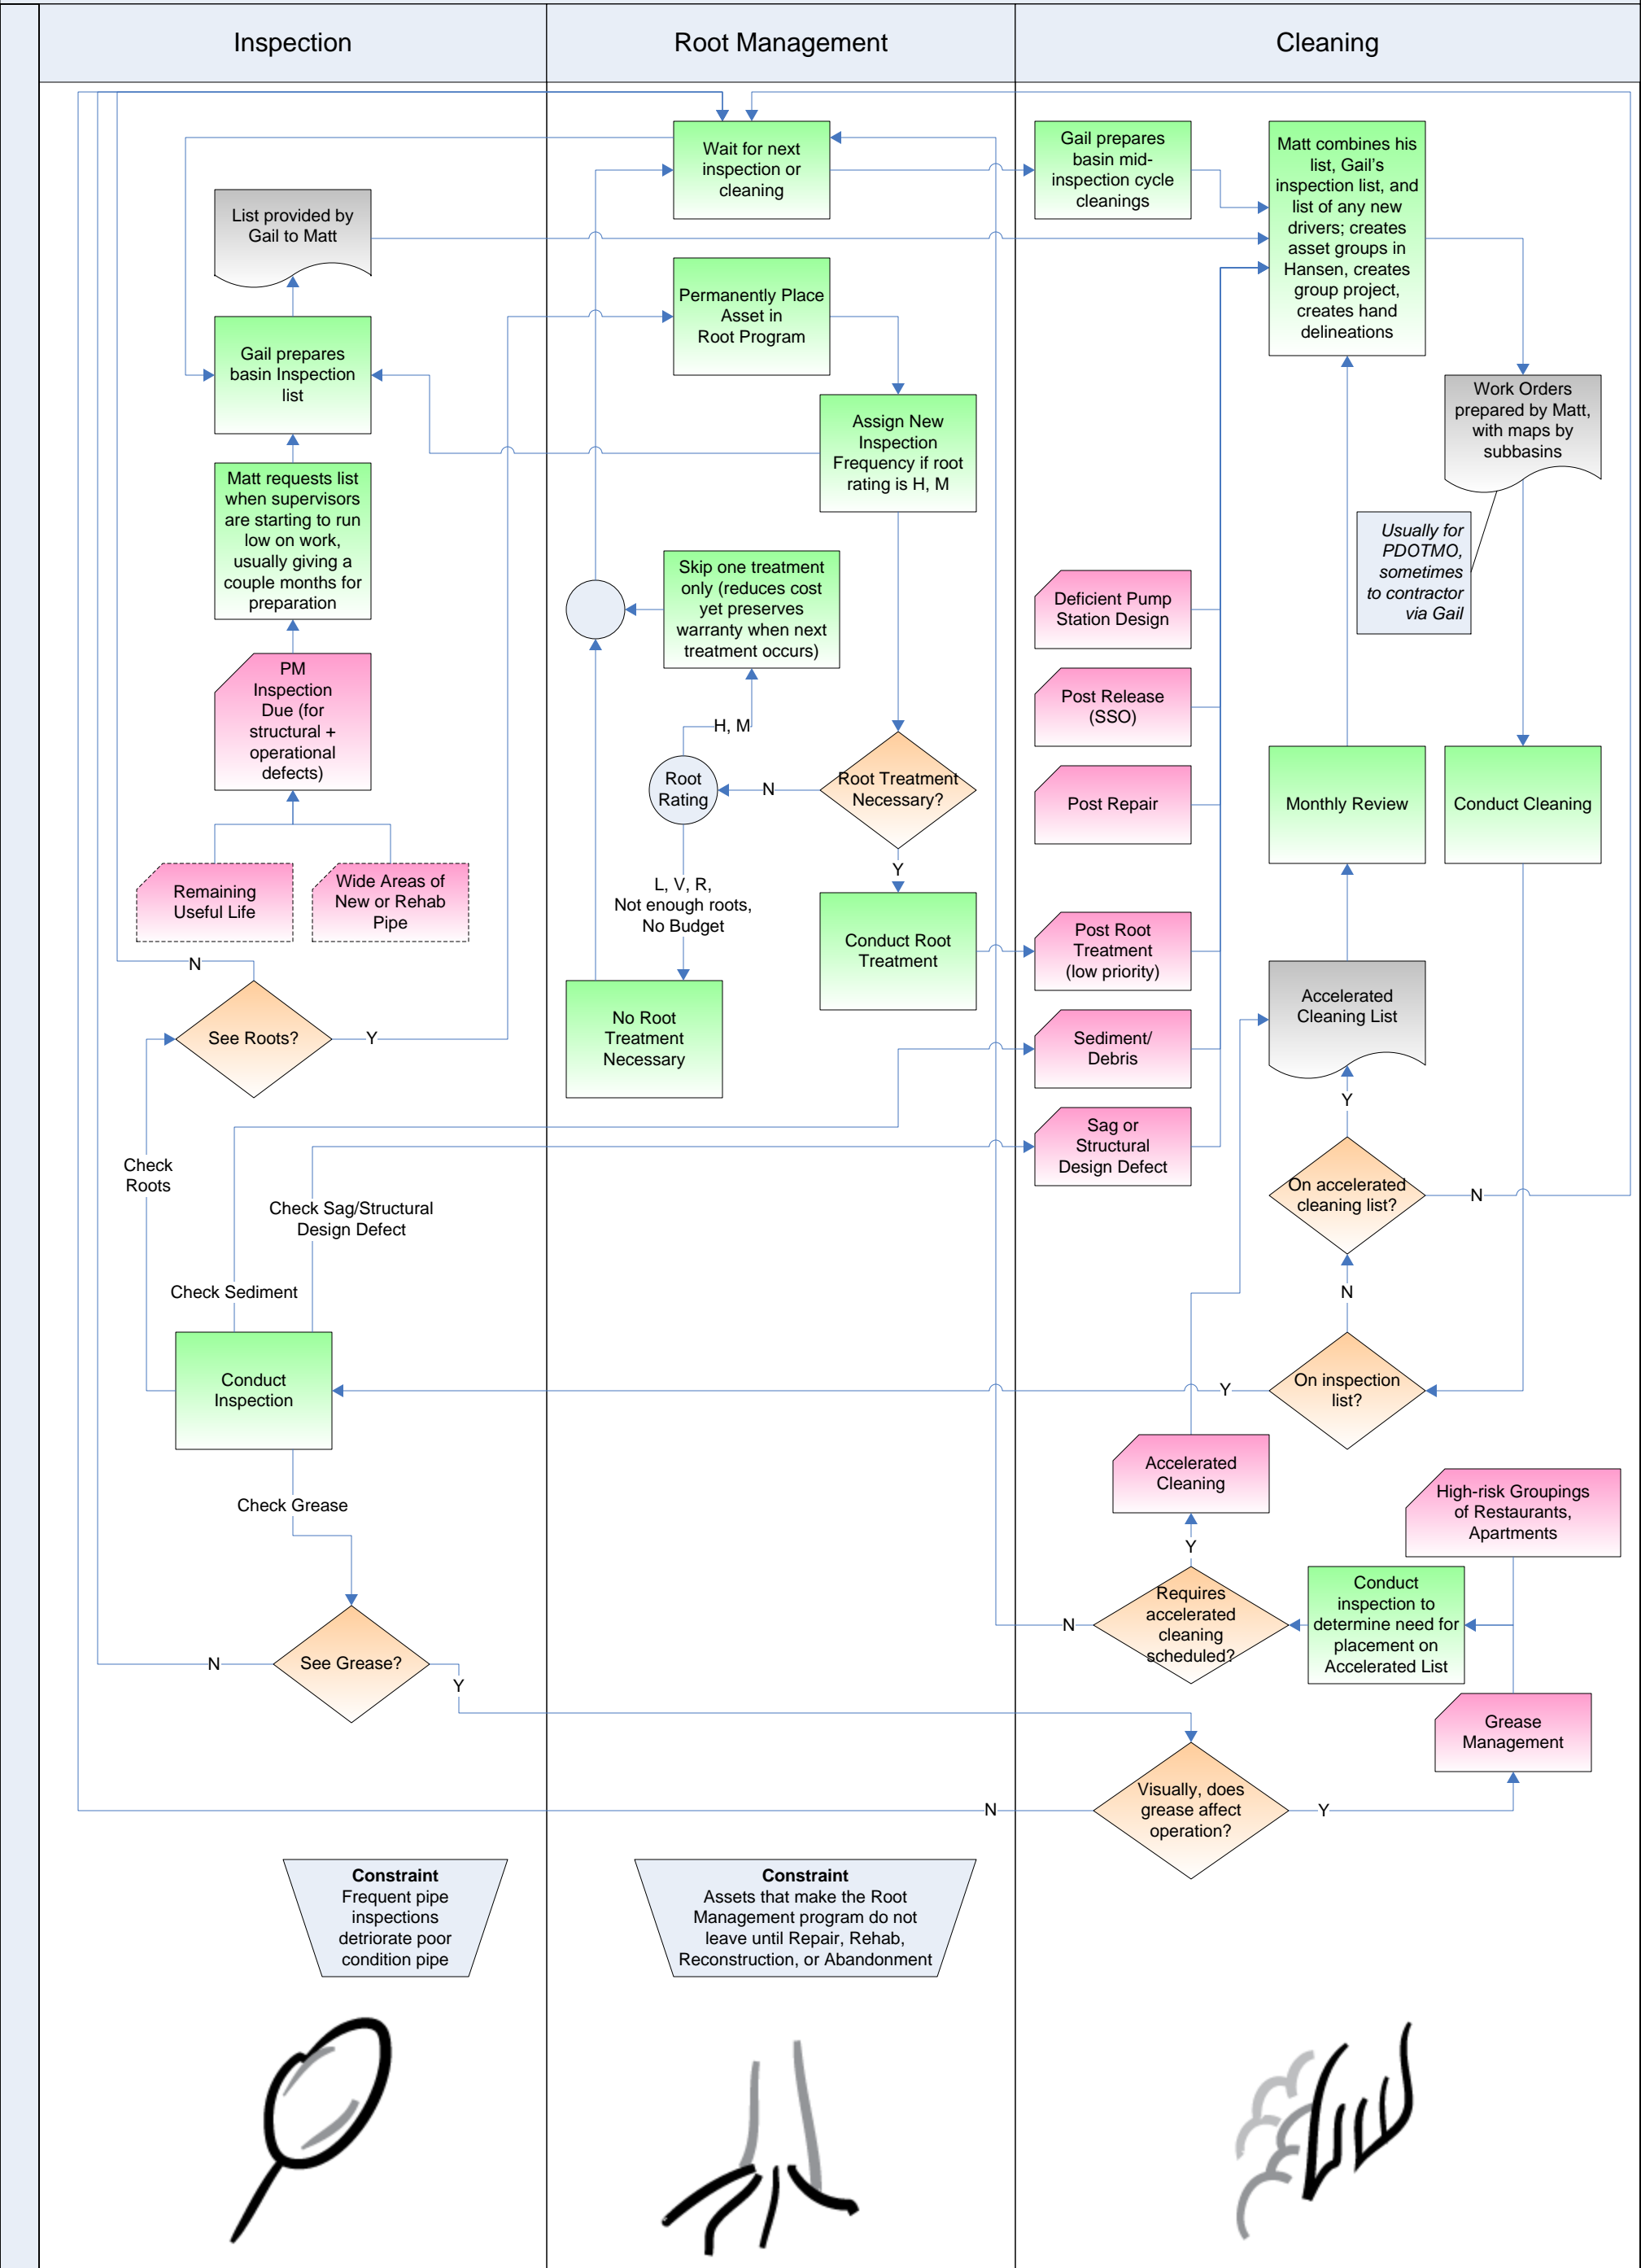 Inspection
Root Management
Cleaning
Wait for next
inspection or
cleaning
Gail prepares
basin mid-
inspection cycle
cleanings
Matt combines his
list, Gail's
inspection list, and
list of any new
drivers; creates
asset groups in
Hansen, creates
group project,
creates hand
delineations
List provided by
Gail to Matt
Permanently Place
Asset in
Root Program
Gail prepares
basin Inspection
list
Work Orders
prepared by Matt,
with maps by
subbasins
Assign New
Inspection
Frequency if root
rating is H, M
Matt requests list
when supervisors
are starting to run
low on work,
usually giving a
couple months for
preparation
Usually for
PDOTMO,
sometimes
to contractor
via Gail
Skip one treatment
only (reduces cost
yet preserves
warranty when next
treatment occurs)
Deficient Pump
Station Design
PM
Inspection
Due (for
structural +
operational
defects)
Post Release
(SSO)
H, M
Root
Rating
N
Root Treatment
Necessary?
Post Repair
Monthly Review
Conduct Cleaning
Y
Remaining
Useful Life
Wide Areas of
New or Rehab
Pipe
L, V, R,
Not enough roots,
No Budget
Conduct Root
Treatment
Post Root
Treatment
(low priority)
N
Accelerated
Cleaning List
See Roots?
Y
No Root
Treatment
Necessary
Sediment/
Debris
Y
Sag or
Structural
Design Defect
Check
Roots
On accelerated
cleaning list?
N
Check Sag/Structural
Design Defect
Check Sediment
N
Conduct
Inspection
Y
On inspection
list?
Accelerated
Cleaning
Check Grease
High-risk Groupings
of Restaurants,
Apartments
Y
Requires
accelerated
cleaning
scheduled?
N
Conduct
inspection to
determine need for
placement on
Accelerated List
N
See Grease?
Y
Grease
Management
Visually, does
grease affect
operation?
N
Y
Constraint
Frequent pipe
inspections
detriorate poor
condition pipe
Constraint
Assets that make the Root
Management program do not
leave until Repair, Rehab,
Reconstruction, or Abandonment